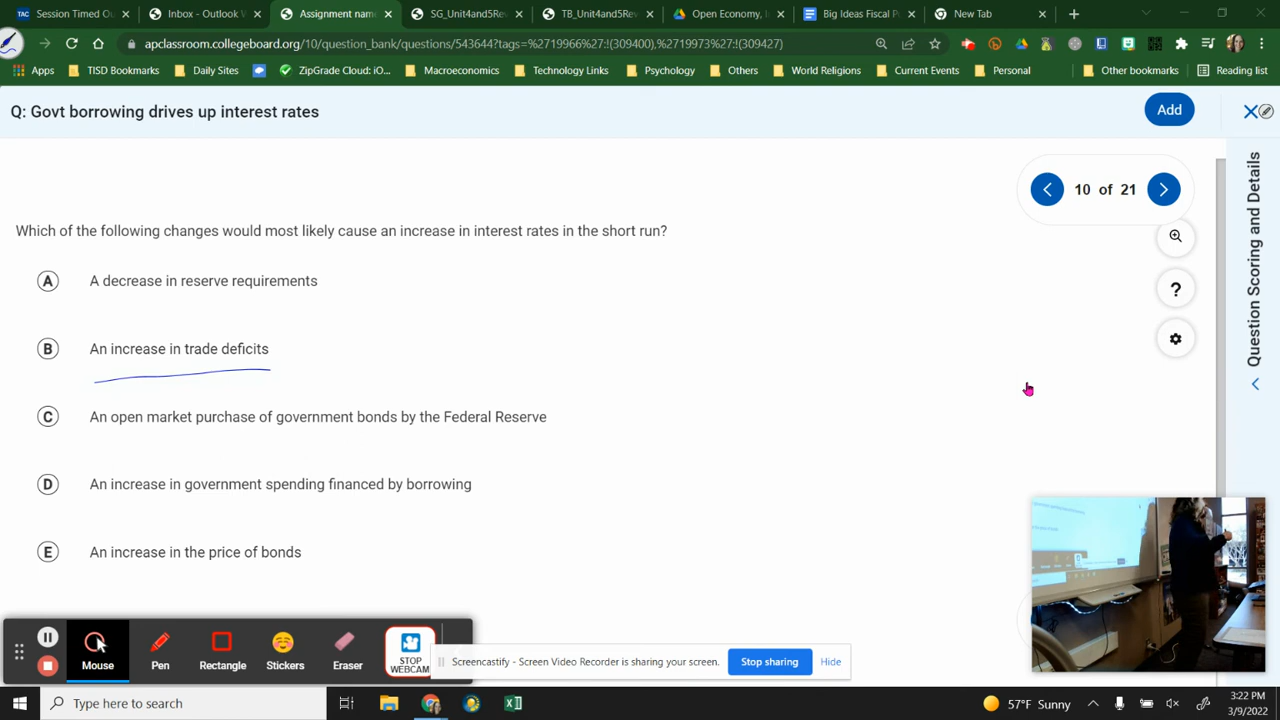 Session Timed Out
Inbox - Outlook W
Assignment name
SG_Unit4and5Rev
TB_Unit4and5Rev
Open Economy, I
Big Ideas Fiscal P
New Tab
apclassroom.collegeboard.org/10/question_bank/questions/543644?tags=%2719966%27:!(309400),%2719973%27:!(309427)
Apps
TISD Bookmarks
Daily Sites
ZipGrade Cloud: iO...
Macroeconomics
Technology Links
Psychology
Others
World Religions
Current Events
Personal
Other bookmarks
Reading list
Q: Govt borrowing drives up interest rates
Add
10 of 21
Question Scoring and Details
Which of the following changes would most likely cause an increase in interest rates in the short run?
A A decrease in reserve requirements
B An increase in trade deficits
C An open market purchase of government bonds by the Federal Reserve
D An increase in government spending financed by borrowing
E An increase in the price of bonds
?
Mouse
Pen
Rectangle
Stickers
Eraser
STOP
WEBCAM
Screencastify - Screen Video Recorder is sharing your screen.
Stop sharing
Hide
Type here to search
57°F Sunny
3:22 PM
3/9/2022